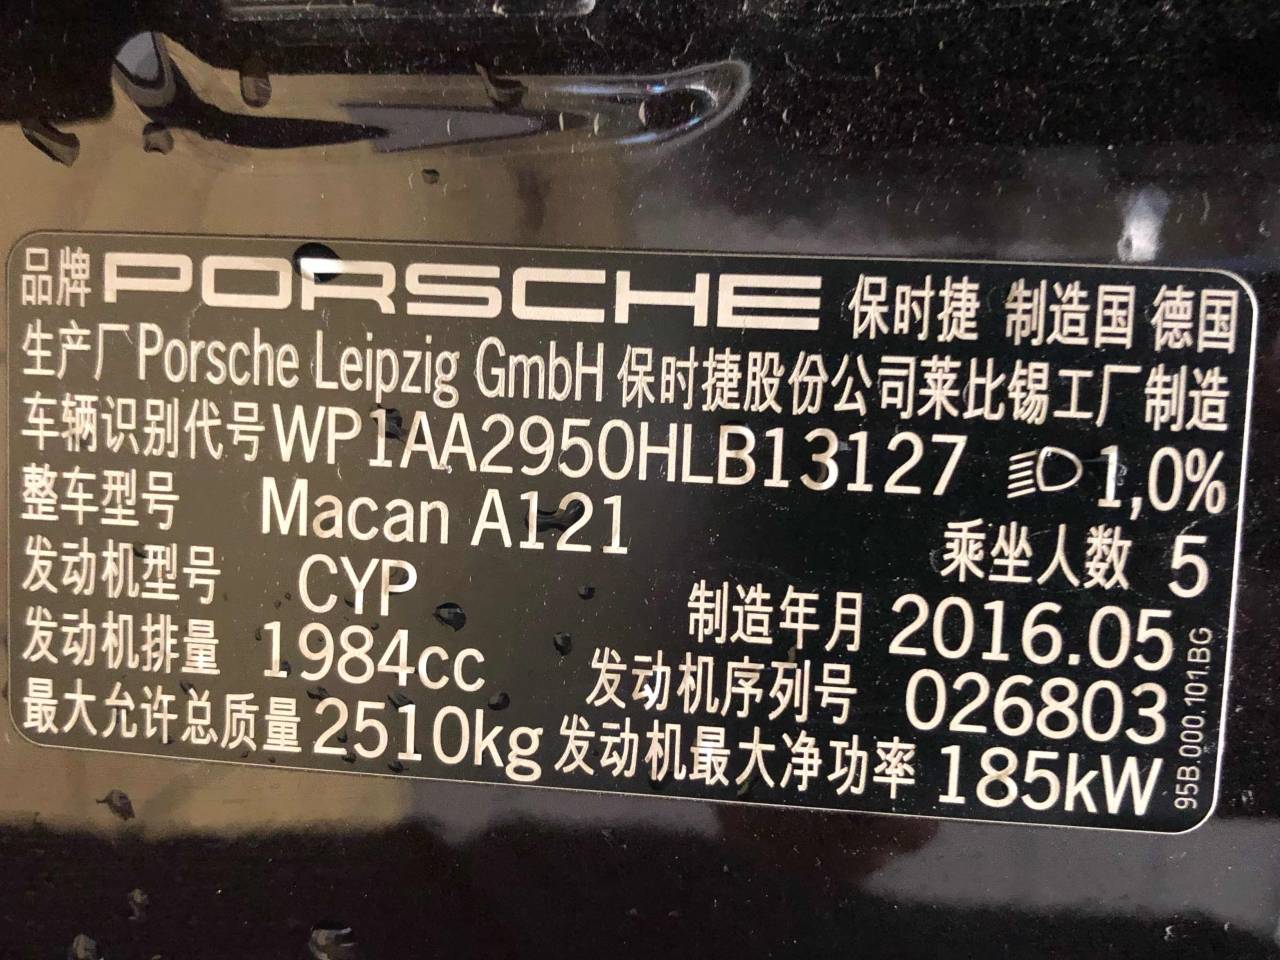 品牌 PORSCHE 保时捷 制造国 德国
生产厂 Porsche Leipzig GmbH 保时捷股份公司莱比锡工厂制造
车辆识别代号 WP1AA2950HLB13127 1,0%
整车型号 Macan A121 乘坐人数 5
发动机型号 CYP 制造年月 2016.05
发动机排量 1984cc 发动机序列号 026803
最大允许总质量 2510kg 发动机最大净功率 185kW
95B.000.101.BG